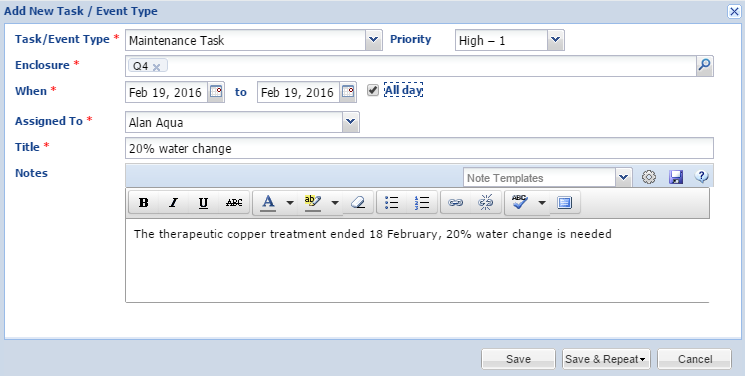 Add New Task / Event Type
Task/Event Type * Maintenance Task Priority High – 1
Enclosure * Q4
When * Feb 19, 2016 to Feb 19, 2016 All day
Assigned To * Alan Aqua
Title * 20% water change
Notes Note Templates
B I U ABC A ab ABC
The therapeutic copper treatment ended 18 February, 20% water change is needed
Save Save & Repeat Cancel